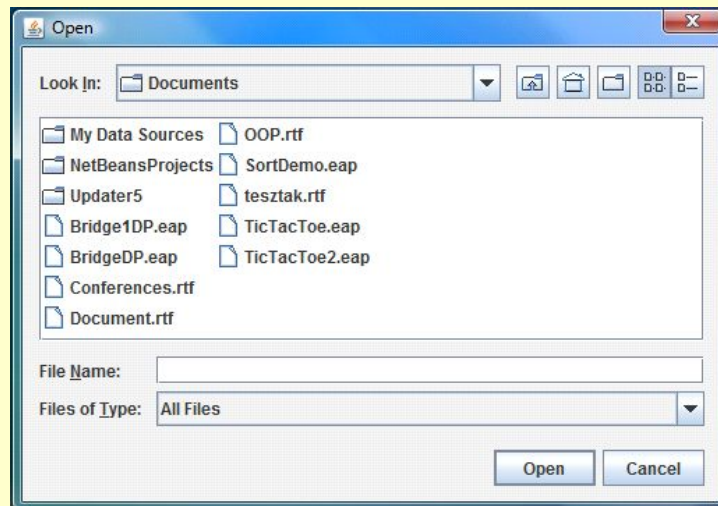 Open
Look In: Documents
My Data Sources
NetBeansProjects
Updater5
Bridge1DP.eap
BridgeDP.eap
Conferences.rtf
Document.rtf
OOP.rtf
SortDemo.eap
tesztak.rtf
TicTacToe.eap
TicTacToe2.eap
File Name:
Files of Type: All Files
Open Cancel